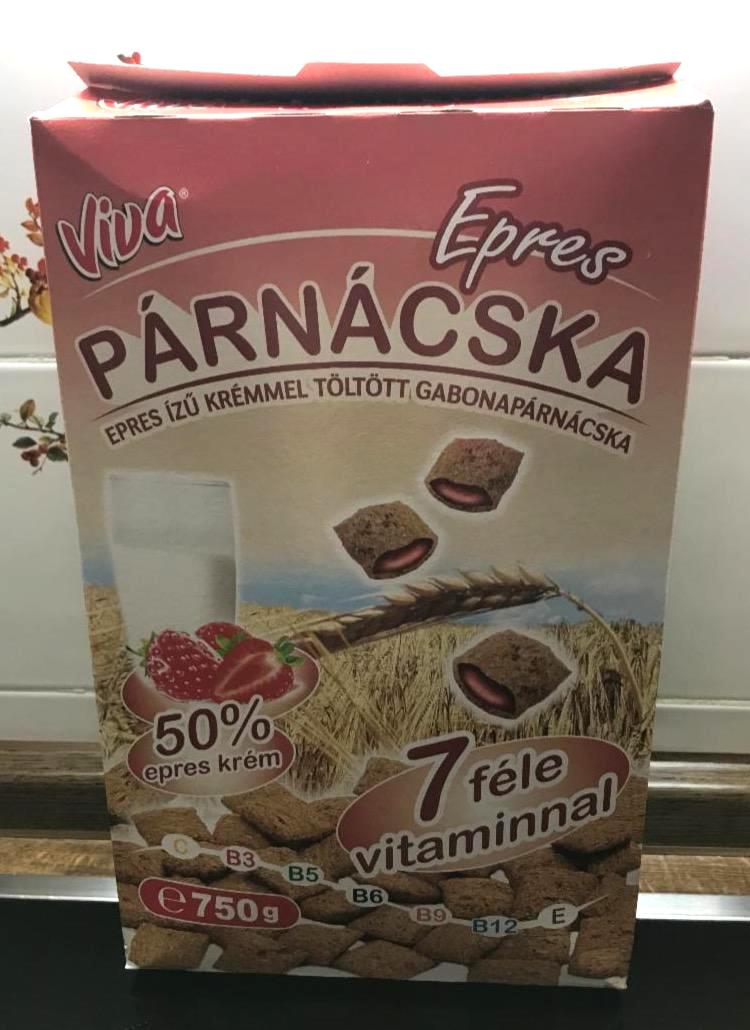 Viva®
Epres
PÁRNÁCSKA
EPRES ÍZŰ KRÉMMEL TÖLTÖTT GABONAPÁRNÁCSKA
50%
epres krém
7 féle
vitaminnal
C B3 B5 B6 B9 B12 E
℮750g